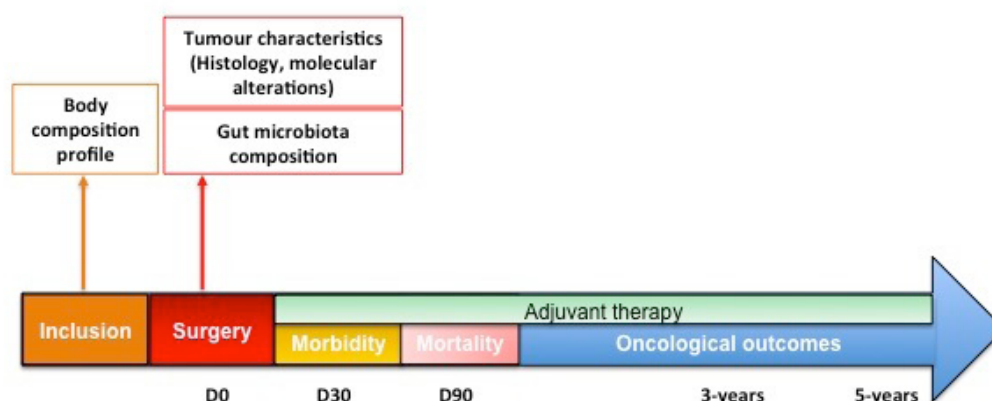 Tumour characteristics
(Histology, molecular
alterations)
Body
composition
profile
Gut microbiota
composition
Adjuvant therapy
Inclusion
Surgery
Morbidity
Mortality
Oncological outcomes
D0
D30
D90
3-years
5-years